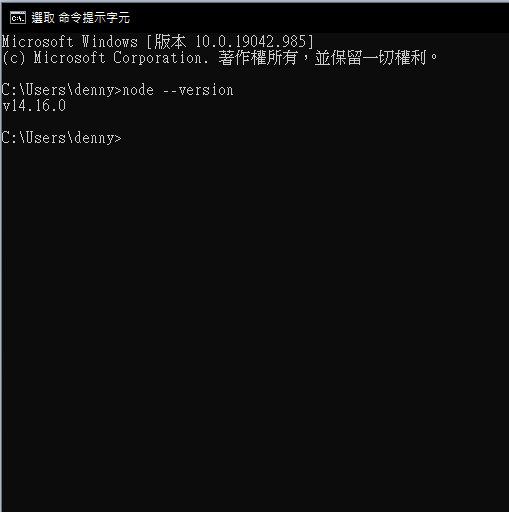 選取 命令提示字元
Microsoft Windows [版本 10.0.19042.985]
(c) Microsoft Corporation. 著作權所有，並保留一切權利。
C:\Users\denny>node --version
v14.16.0
C:\Users\denny>